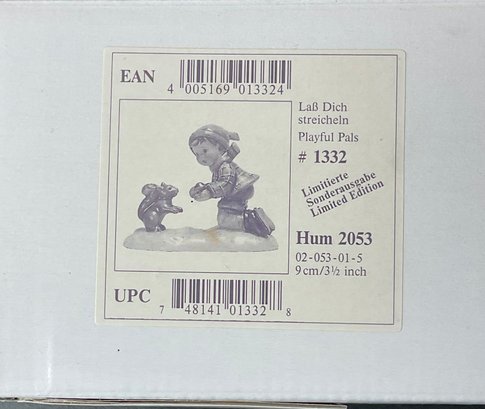 EAN
4 005169 013324
Laß Dich
streicheln
Playful Pals
# 1332
Limitierte
Sonderausgabe
Limited Edition
Hum 2053
02-053-01-5
9 cm/3½ inch
UPC
7 48141 01332 8